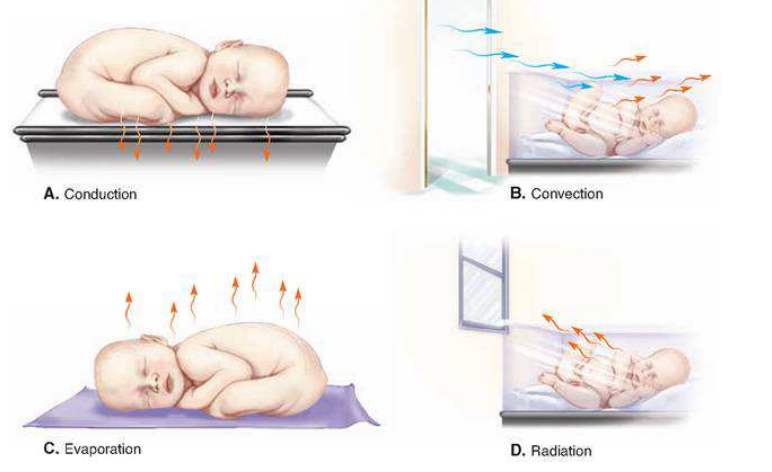 A. Conduction
B. Convection
C. Evaporation
D. Radiation